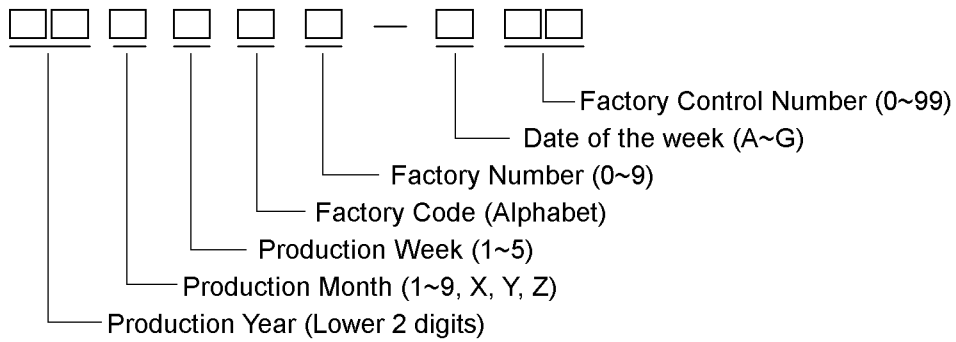 Factory Control Number (0~99)
Date of the week (A~G)
Factory Number (0~9)
Factory Code (Alphabet)
Production Week (1~5)
Production Month (1~9, X, Y, Z)
Production Year (Lower 2 digits)